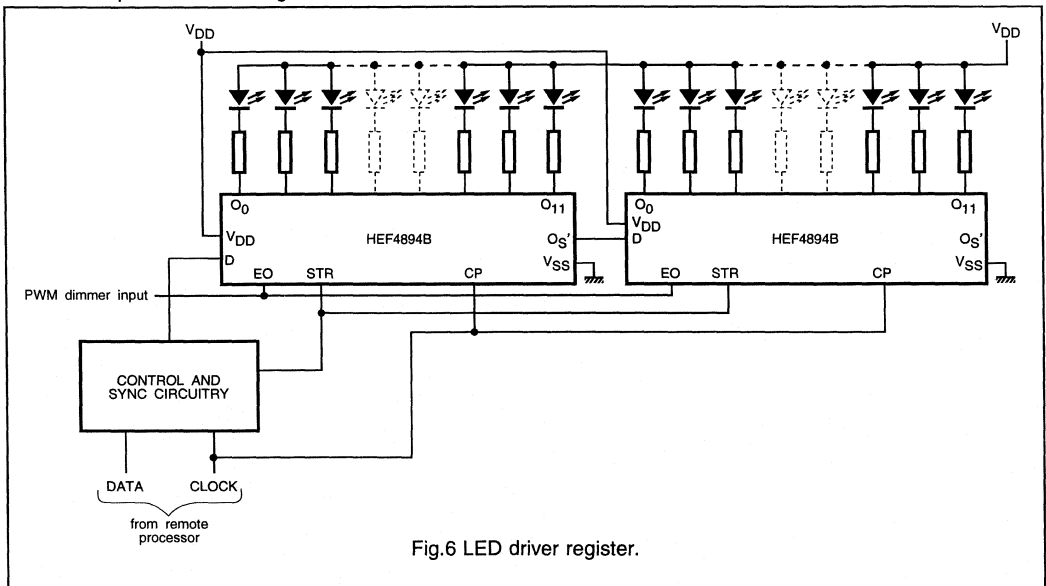 VDD
VDD
O0
O11
O0
O11
VDD
HEF4894B
OS'
VDD
D
HEF4894B
OS'
D
VSS
VSS
EO
STR
CP
EO
STR
CP
PWM dimmer input
CONTROL AND
SYNC CIRCUITRY
DATA
CLOCK
from remote
processor
Fig.6 LED driver register.